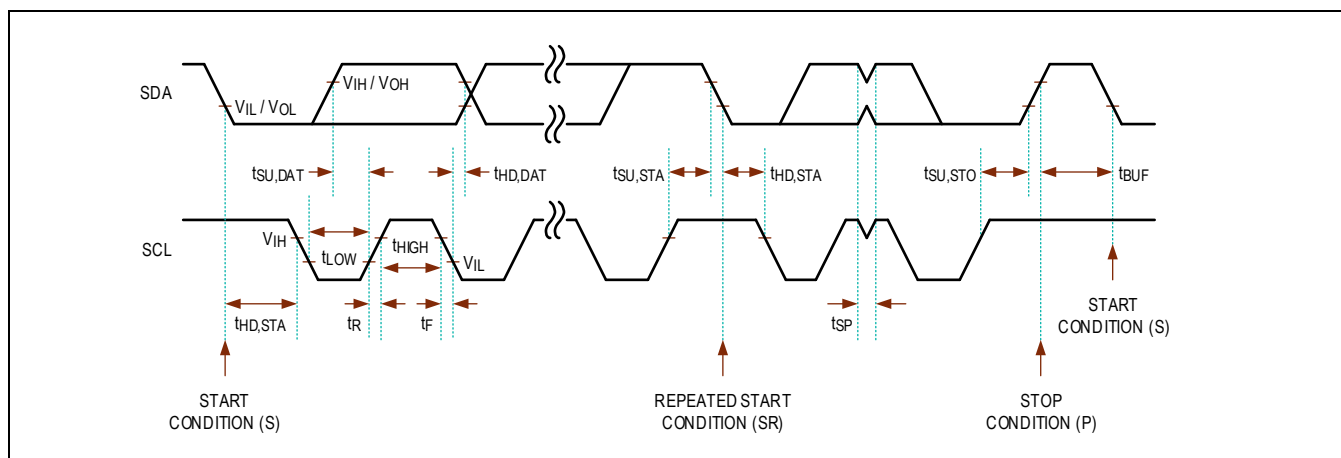 SDA
VIL / VOL
VIH / VOH
tSU,DAT
tHD,DAT
tSU,STA
tHD,STA
tSU,STO
tBUF
SCL
VIH
tLOW
tHIGH
VIL
tHD,STA
tR
tF
tSP
START
CONDITION (S)
START
CONDITION (S)
REPEATED START
CONDITION (SR)
STOP
CONDITION (P)